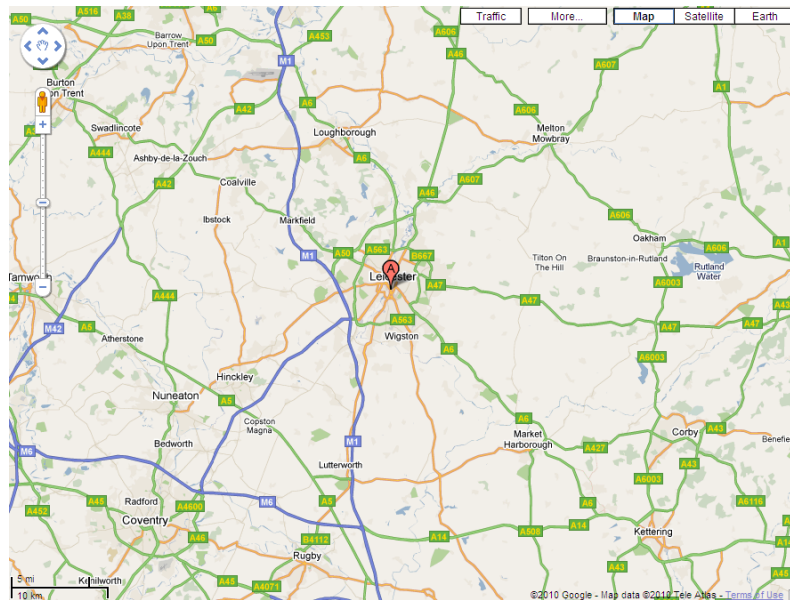 Traffic
More...
Map
Satellite
Earth
A50
A516
A38
A50
A453
A606
Barrow
Upon Trent
A50
A46
M1
A607
A1
Burton
A42
A6
A606
Swadlincote
Loughborough
Melton
Mowbray
A444
Ashby-de-la-Zouch
A6
A42
Coalville
A46
A607
Ibstock
Markfield
A606
Oakham
A606
A1
M1
A50
A563
B667
Tilton On
The Hill
Braunston-in-Rutland
A
Leicester
Rutland
Water
A47
A6003
A444
A47
A43
M42
A5
A563
A47
A47
Atherstone
Wigston
A6
A6003
Hinckley
Nuneaton
A5
Copston
Magna
A6
M1
Market
Harborough
Corby
A43
Bedworth
A427
M6
Lutterworth
A43
A6003
A45
Radford
A4600
M6
A5
A6
A6116
A452
Coventry
A14
A508
A14
Kettering
A46
B4112
A14
Rugby
A43
5 mi
10 km
Kenilworth
A45
A4071
©2010 Google - Map data ©2010 Tele Atlas - Terms of Use